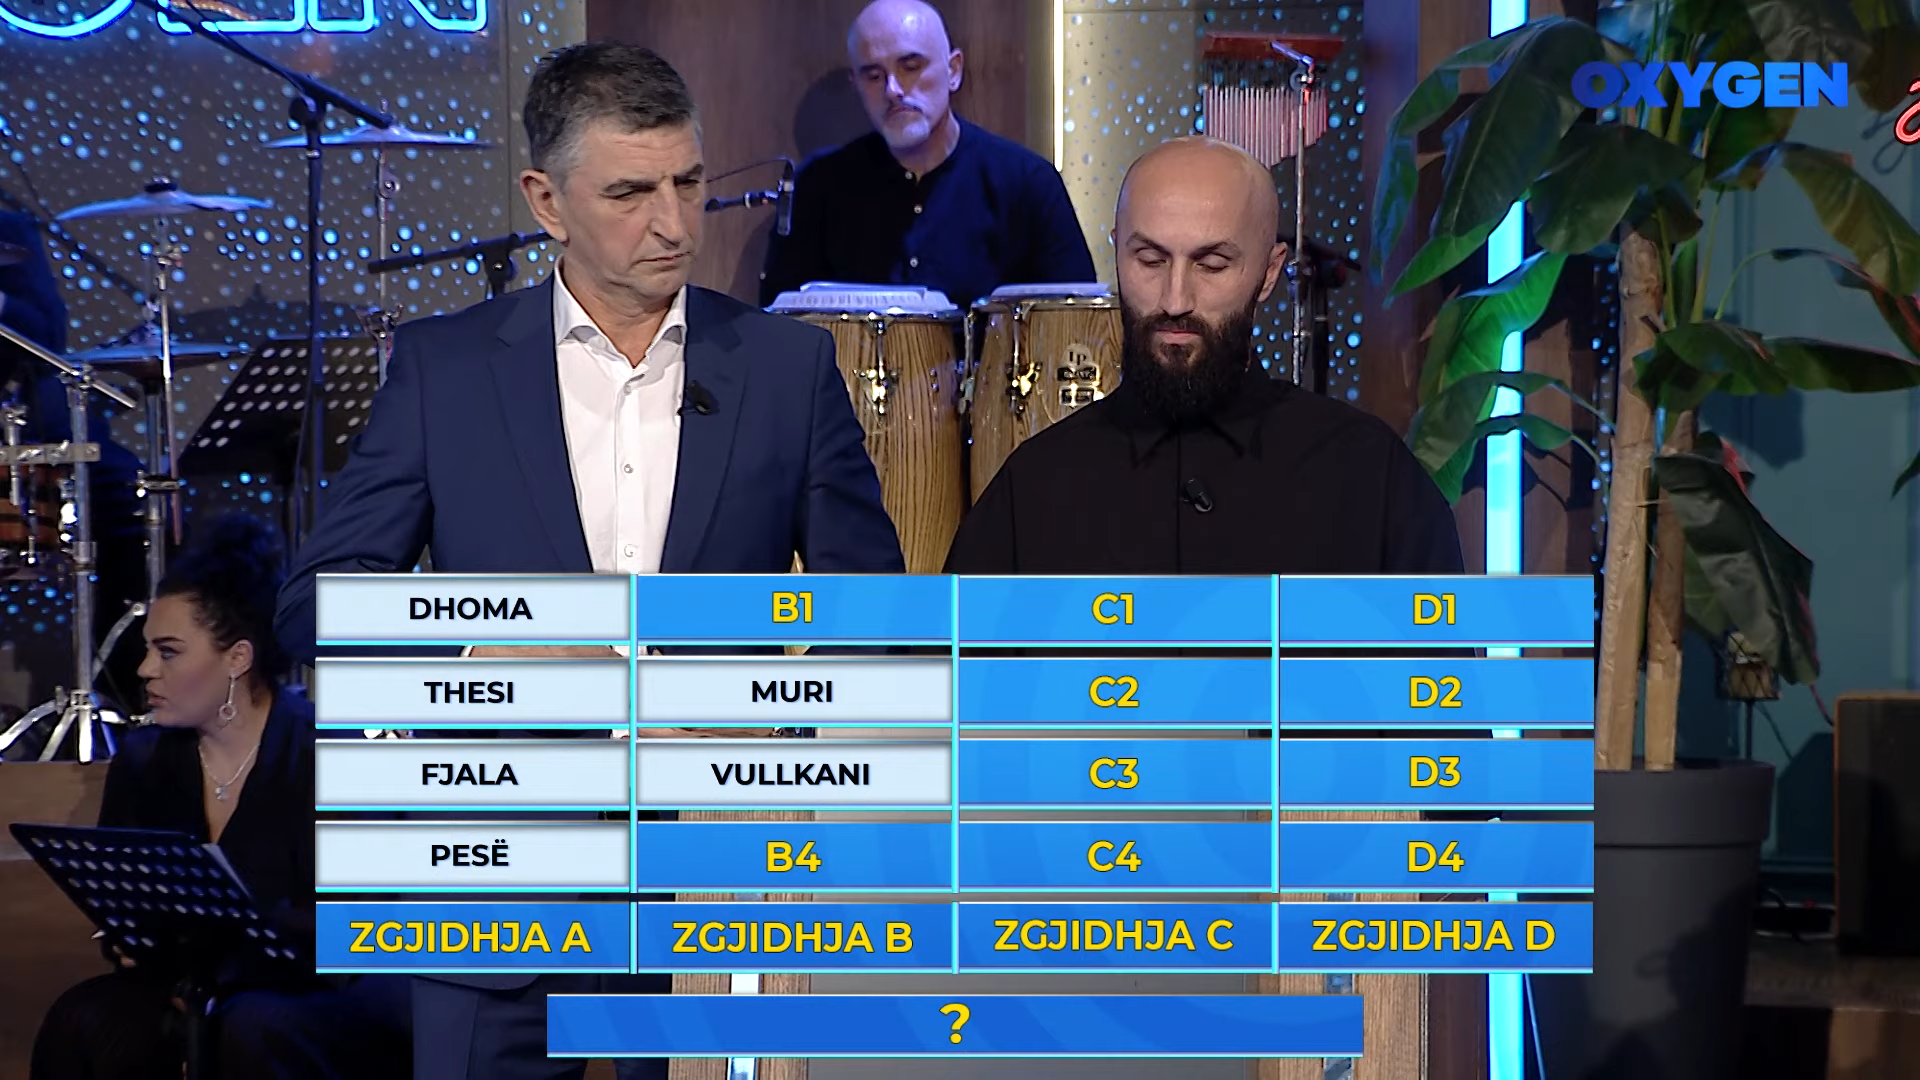 OXYGEN
DHOMA B1 C1 D1
THESI MURI C2 D2
FJALA VULLKANI C3 D3
PESË B4 C4 D4
ZGJIDHJA A ZGJIDHJA B ZGJIDHJA C ZGJIDHJA D
?